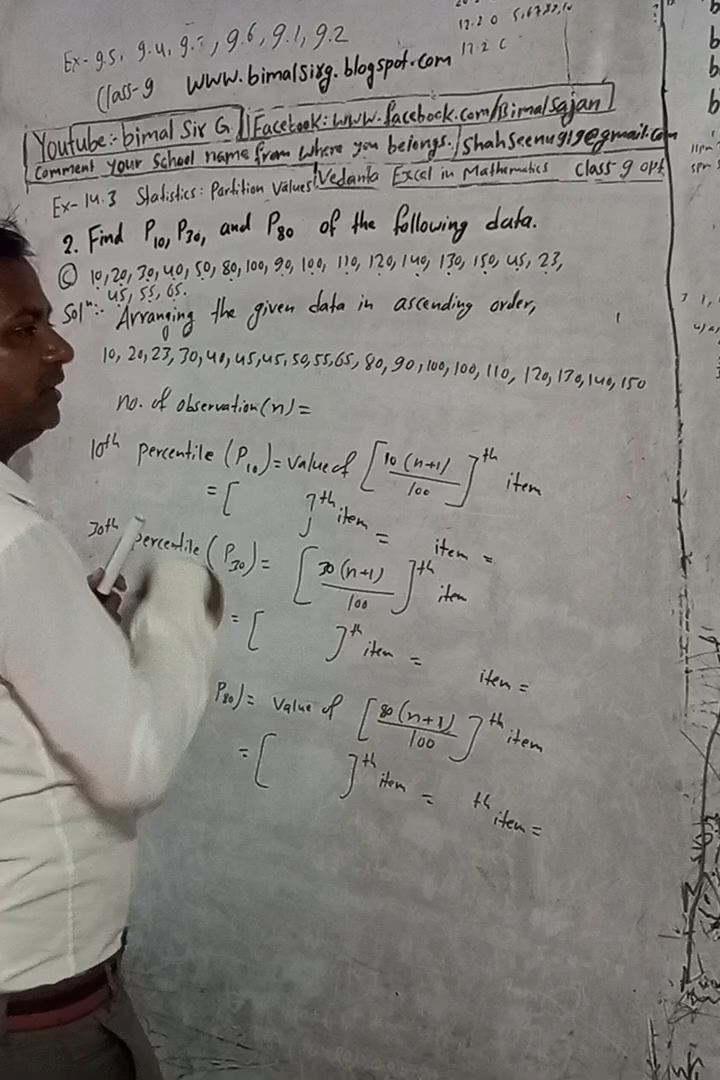 Ex- 9.5, 9.4, 9.5, 9.6, 9.1, 9.2
17.2 C
Class-9 www.bimalsirg.blogspot.com
Youtube:- bimal Sir G || Facebook: www.facebook.com/Bimalsajan
Comment your School name from where you belongs. / Shahseenu919@gmail.com
Ex- 14.3 Statistics: Partition Values | Vedanta Excel in Mathematics class 9 opt
2. Find P10, P30, and P80 of the following data.
(c) 10, 20, 30, 40, 50, 80, 100, 90, 100, 110, 120, 140, 130, 150, 45, 23,
45, 55, 65.
Solⁿ:- Arranging the given data in ascending order,
10, 20, 23, 30, 40, 45, 45, 50, 55, 65, 80, 90, 100, 100, 110, 120, 130, 140, 150
no. of observation (n) =
10th percentile (P10) = value of [10(n+1)/100]th item
= [ ]th item = item =
30th percentile (P30) = [30(n+1)/100]th item
= [ ]th item = item =
P80) = Value of [80(n+1)/100]th item
= [ ]th item = th item =